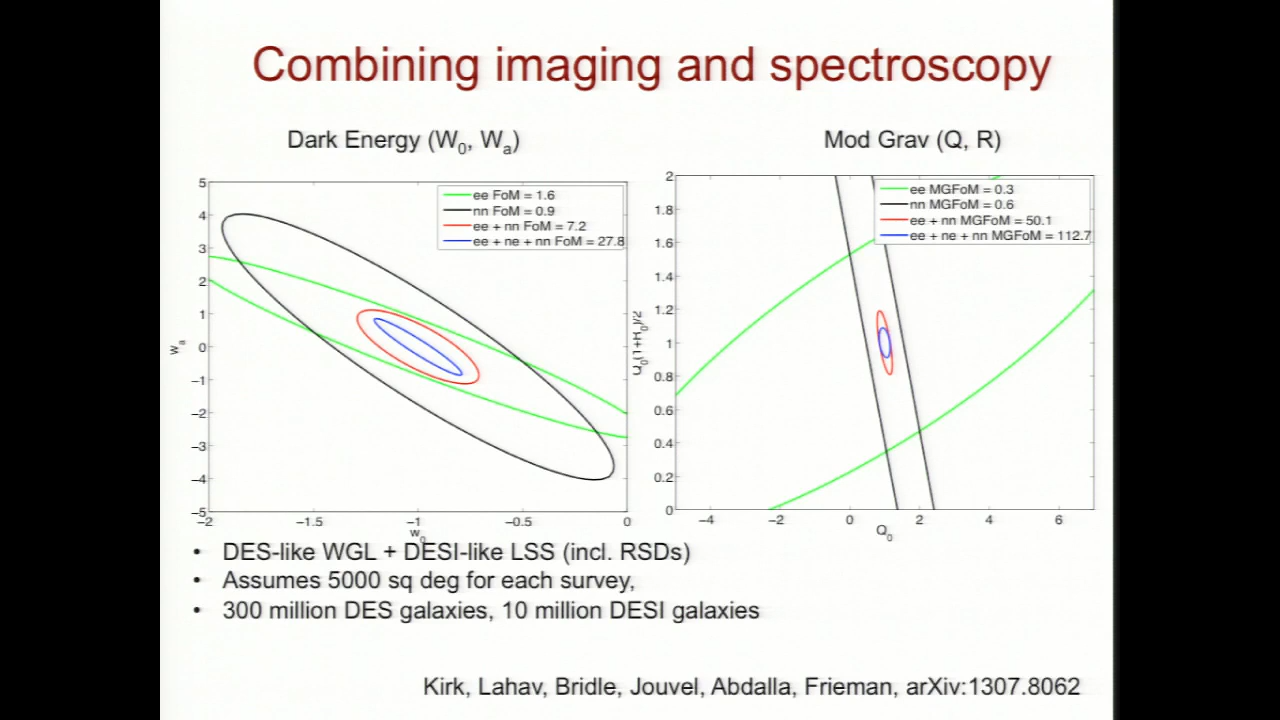 Combining imaging and spectroscopy
Dark Energy (W0, Wa)
Mod Grav (Q, R)
ee FoM = 1.6
nn FoM = 0.9
ee + nn FoM = 7.2
ee + ne + nn FoM = 27.8
5
4
3
2
1
0
−1
−2
−3
−4
−5
wa
−2 −1.5 −1 −0.5 0
w0
ee MGFoM = 0.3
nn MGFoM = 0.6
ee + nn MGFoM = 50.1
ee + ne + nn MGFoM = 112.7
2
1.8
1.6
1.4
1.2
1
0.8
0.6
0.4
0.2
0
Q0(1+R0)/2
−4 −2 0 2 4 6
Q0
• DES-like WGL + DESI-like LSS (incl. RSDs)
• Assumes 5000 sq deg for each survey,
• 300 million DES galaxies, 10 million DESI galaxies
Kirk, Lahav, Bridle, Jouvel, Abdalla, Frieman, arXiv:1307.8062